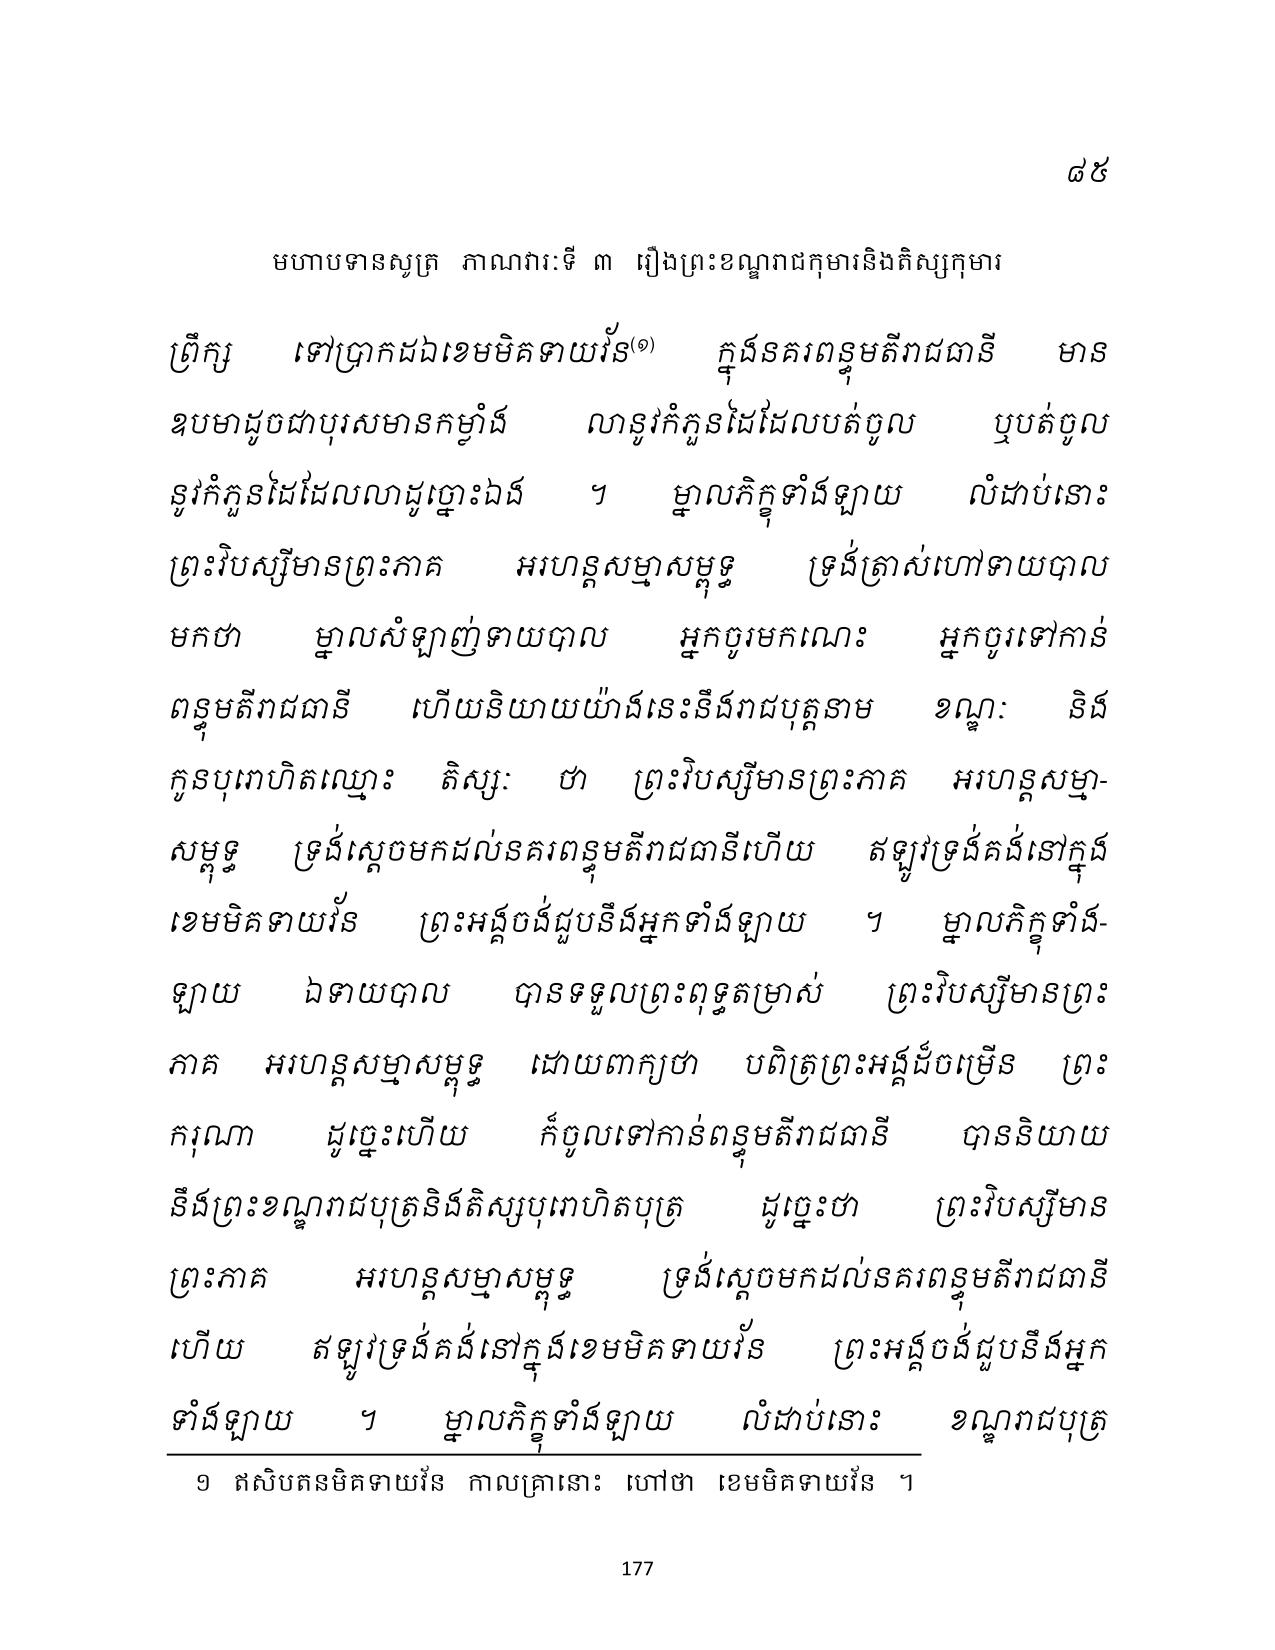 ៨៥
មហាបទានសូត្រ ភាណវារៈទី ៣ រឿងព្រះខណ្ឌរាជកុមារនិងតិស្សកុមារ
ព្រឹក្ស ទៅប្រាកដឯខេមមិគទាយវ័ន(១) ក្នុងនគរពន្ធុមតីរាជធានី មាន
ឧបមាដូចជាបុរសមានកម្លាំង លានូវកំភួនដៃដែលបត់ចូល ឬបត់ចូល
នូវកំភួនដៃដែលលាដូច្នោះឯង ។ ម្នាលភិក្ខុទាំងឡាយ លំដាប់នោះ
ព្រះវិបស្សីមានព្រះភាគ អរហន្តសម្មាសម្ពុទ្ធ ទ្រង់ត្រាស់ហៅទាយបាល
មកថា ម្នាលសំឡាញ់ទាយបាល អ្នកចូរមកណេះ អ្នកចូរទៅកាន់
ពន្ធុមតីរាជធានី ហើយនិយាយយ៉ាងនេះនឹងរាជបុត្តនាម ខណ្ឌៈ និង
កូនបុរោហិតឈ្មោះ តិស្សៈ ថា ព្រះវិបស្សីមានព្រះភាគ អរហន្តសម្មា-
សម្ពុទ្ធ ទ្រង់ស្តេចមកដល់នគរពន្ធុមតីរាជធានីហើយ ឥឡូវទ្រង់គង់នៅក្នុង
ខេមមិគទាយវ័ន ព្រះអង្គចង់ជួបនឹងអ្នកទាំងឡាយ ។ ម្នាលភិក្ខុទាំង-
ឡាយ ឯទាយបាល បានទទួលព្រះពុទ្ធតម្រាស់ ព្រះវិបស្សីមានព្រះ
ភាគ អរហន្តសម្មាសម្ពុទ្ធ ដោយពាក្យថា បពិត្រព្រះអង្គដ៏ចម្រើន ព្រះ
ករុណា ដូច្នេះហើយ ក៏ចូលទៅកាន់ពន្ធុមតីរាជធានី បាននិយាយ
នឹងព្រះខណ្ឌរាជបុត្រនិងតិស្សបុរោហិតបុត្រ ដូច្នេះថា ព្រះវិបស្សីមាន
ព្រះភាគ អរហន្តសម្មាសម្ពុទ្ធ ទ្រង់ស្តេចមកដល់នគរពន្ធុមតីរាជធានី
ហើយ ឥឡូវទ្រង់គង់នៅក្នុងខេមមិគទាយវ័ន ព្រះអង្គចង់ជួបនឹងអ្នក
ទាំងឡាយ ។ ម្នាលភិក្ខុទាំងឡាយ លំដាប់នោះ ខណ្ឌរាជបុត្រ
១ ឥសិបតនមិគទាយវ័ន កាលគ្រានោះ ហៅថា ខេមមិគទាយវ័ន ។
177